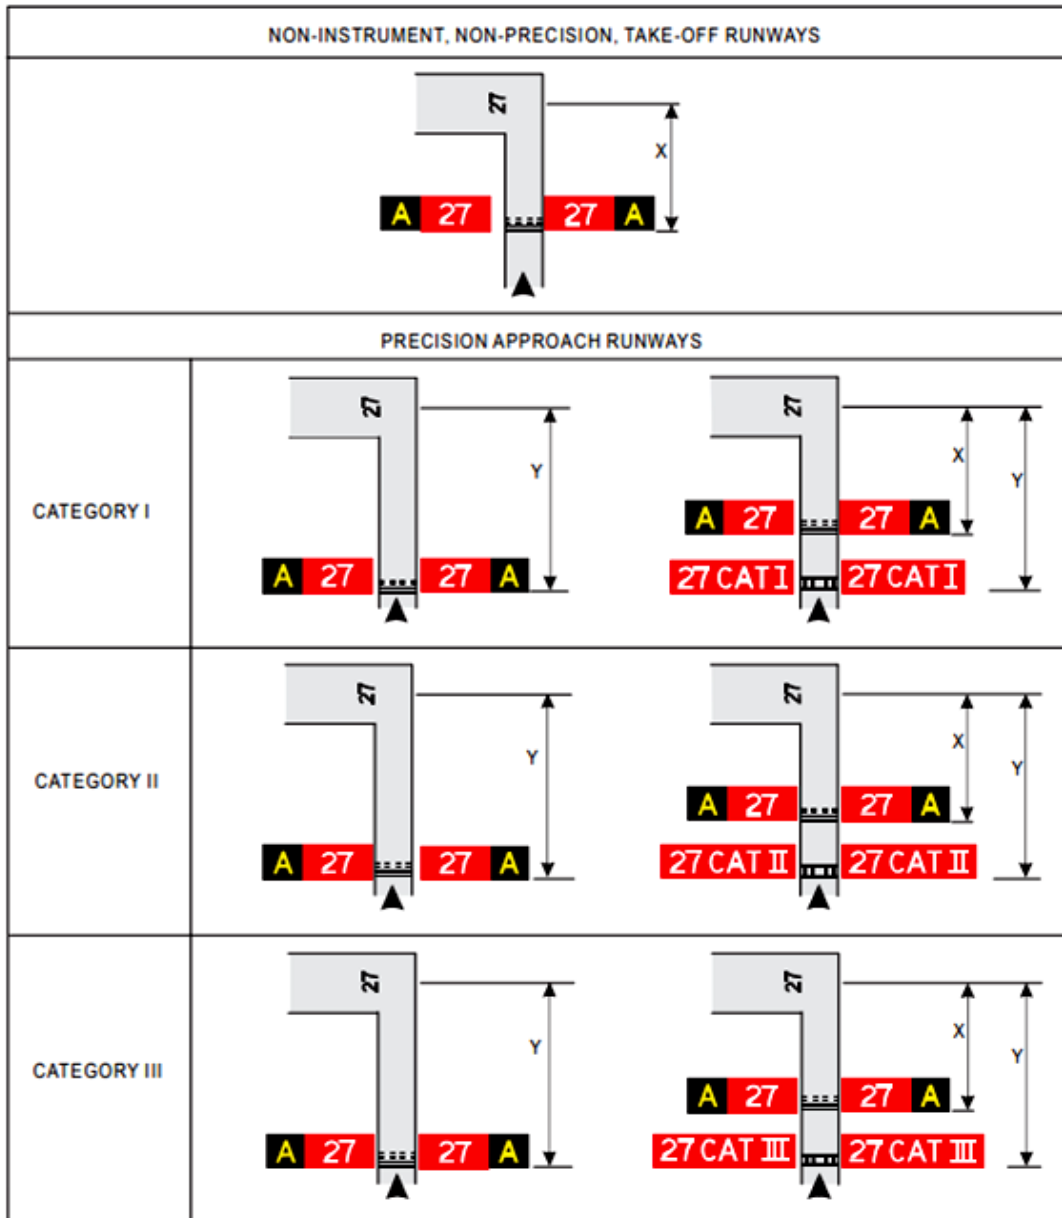 NON-INSTRUMENT, NON-PRECISION, TAKE-OFF RUNWAYS
27
X
A 27 27 A
PRECISION APPROACH RUNWAYS
CATEGORY I
27
Y
A 27 27 A
27
X
Y
A 27 27 A
27 CAT I 27 CAT I
CATEGORY II
27
Y
A 27 27 A
27
X
Y
A 27 27 A
27 CAT II 27 CAT II
CATEGORY III
27
Y
A 27 27 A
27
X
Y
A 27 27 A
27 CAT III 27 CAT III